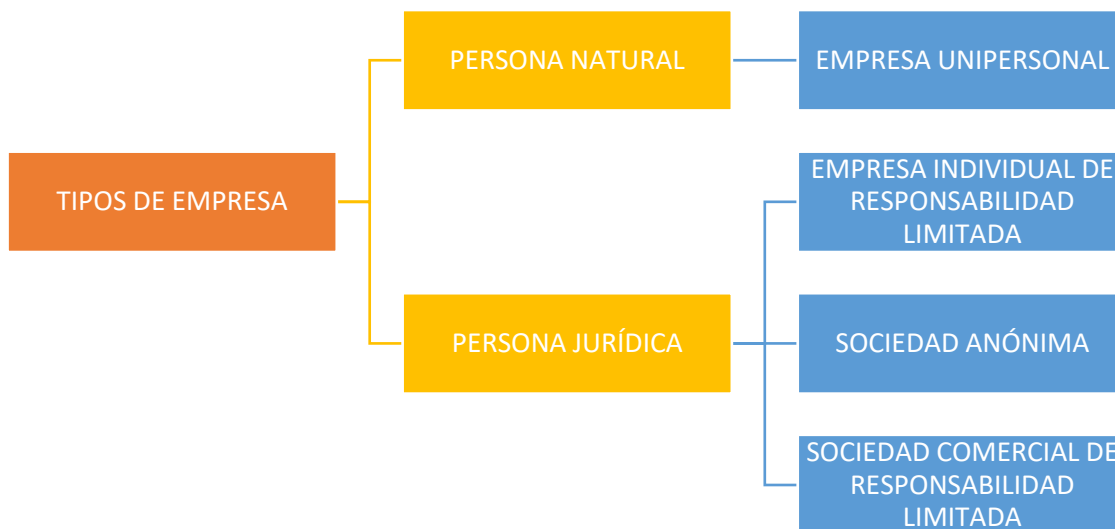 TIPOS DE EMPRESA
PERSONA NATURAL
EMPRESA UNIPERSONAL
PERSONA JURÍDICA
EMPRESA INDIVIDUAL DE
RESPONSABILIDAD
LIMITADA
SOCIEDAD ANÓNIMA
SOCIEDAD COMERCIAL DE
RESPONSABILIDAD
LIMITADA